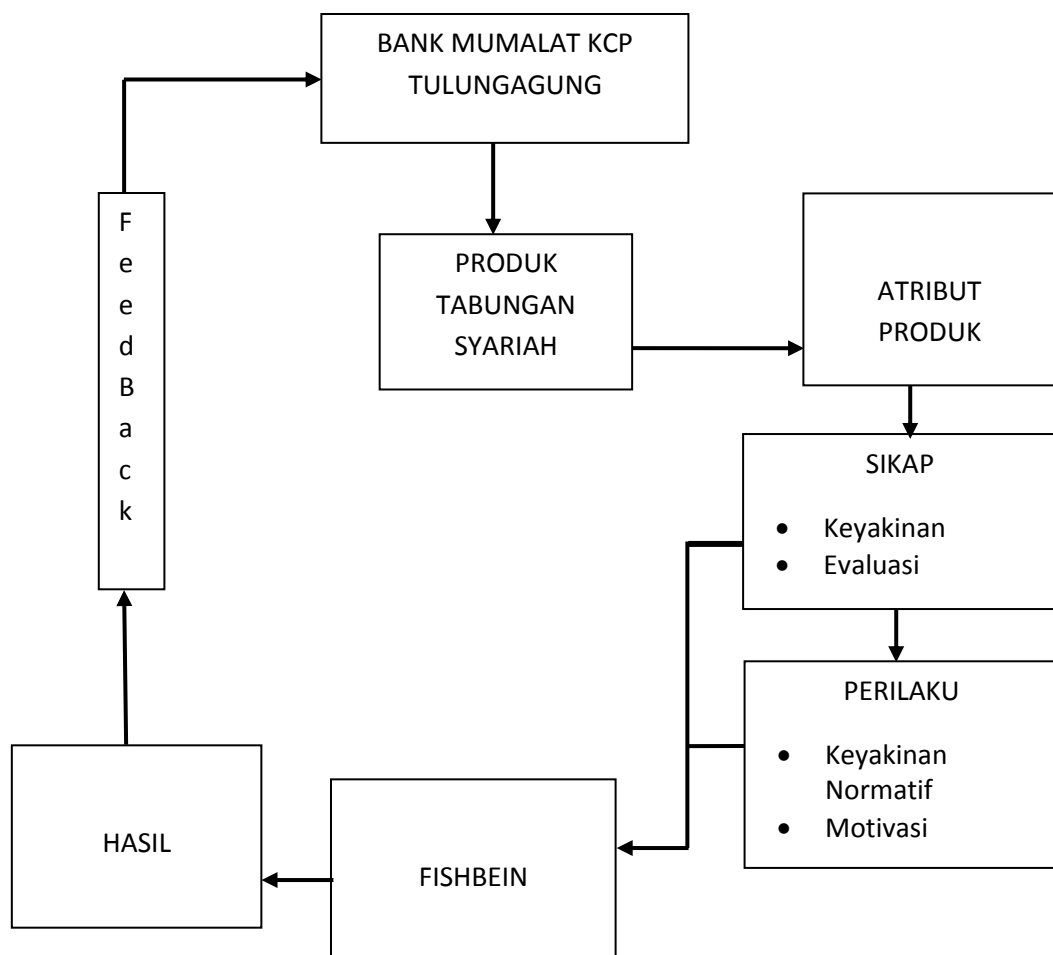 BANK MUMALAT KCP
TULUNGAGUNG
PRODUK
TABUNGAN
SYARIAH
ATRIBUT
PRODUK
SIKAP
• Keyakinan
• Evaluasi
PERILAKU
• Keyakinan
Normatif
• Motivasi
FISHBEIN
HASIL
F
e
e
d
B
a
c
k